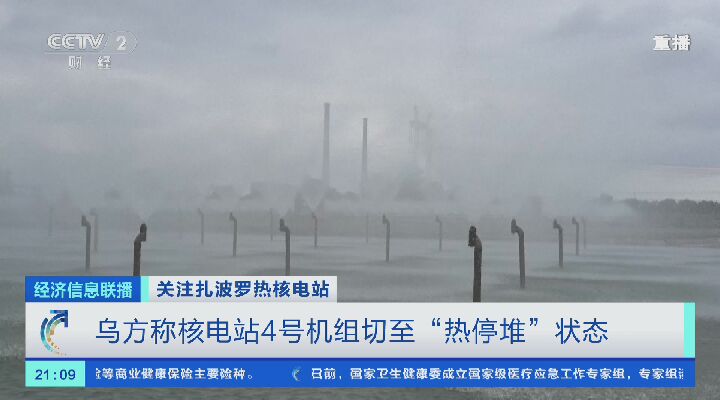 CCTV 2
财经
重播
经济信息联播
关注扎波罗热核电站
乌方称核电站4号机组切至“热停堆”状态
21:09
等商业健康保险主要险种。
日前,国家卫生健康委成立国家级医疗应急工作专家组,专家组